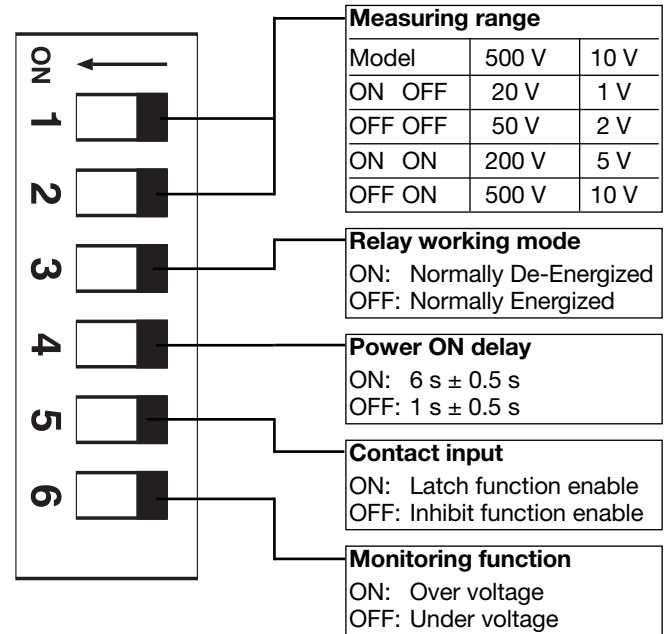 ON
1
2
3
4
5
6
Measuring range
Model 500 V 10 V
ON OFF 20 V 1 V
OFF OFF 50 V 2 V
ON ON 200 V 5 V
OFF ON 500 V 10 V
Relay working mode
ON: Normally De-Energized
OFF: Normally Energized
Power ON delay
ON: 6 s ± 0.5 s
OFF: 1 s ± 0.5 s
Contact input
ON: Latch function enable
OFF: Inhibit function enable
Monitoring function
ON: Over voltage
OFF: Under voltage